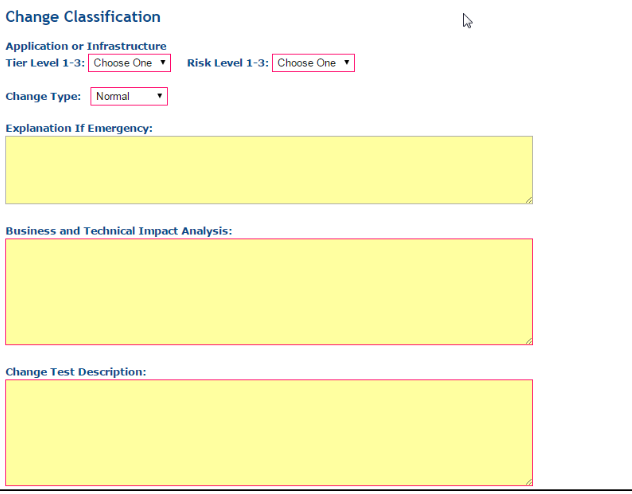 Change Classification
Application or Infrastructure
Tier Level 1-3: Choose One Risk Level 1-3: Choose One
Change Type: Normal
Explanation If Emergency:
Business and Technical Impact Analysis:
Change Test Description: